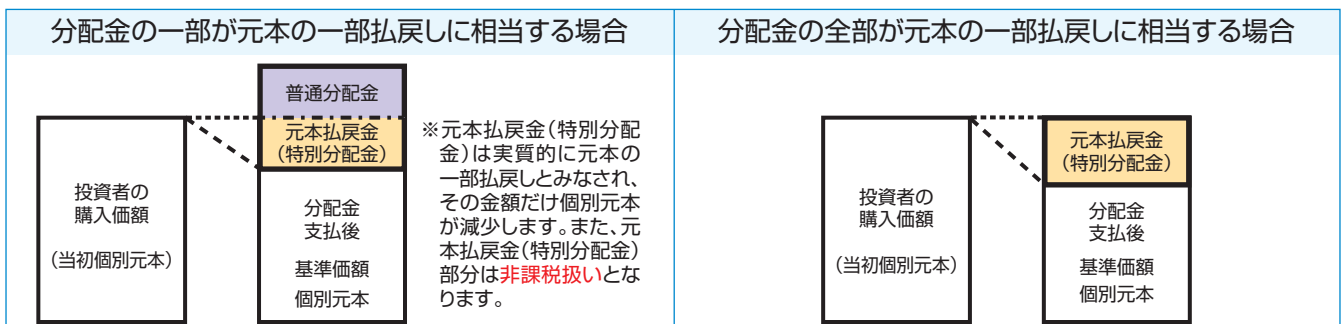 分配金の一部が元本の一部払戻しに相当する場合
普通分配金
元本払戻金
(特別分配金)
投資者の
購入価額
(当初個別元本)
分配金
支払後
基準価額
個別元本
※元本払戻金(特別分配
金)は実質的に元本の
一部払戻しとみなされ、
その金額だけ個別元本
が減少します。また、元
本払戻金(特別分配金)
部分は非課税扱いとな
ります。
分配金の全部が元本の一部払戻しに相当する場合
元本払戻金
(特別分配金)
投資者の
購入価額
(当初個別元本)
分配金
支払後
基準価額
個別元本